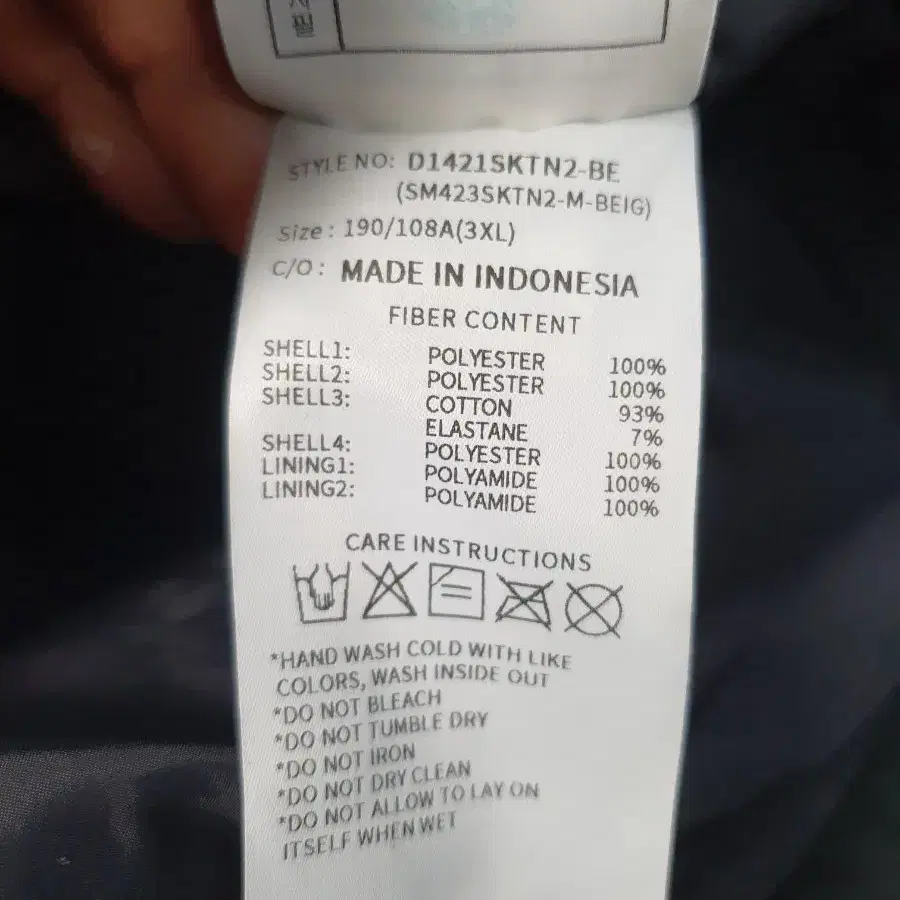 STYLE NO: D1421SKTN2-BE
(SM423SKTN2-M-BEIG)
Size : 190/108A(3XL)
C/O : MADE IN INDONESIA
FIBER CONTENT
SHELL1: POLYESTER 100%
SHELL2: POLYESTER 100%
SHELL3: COTTON 93%
ELASTANE 7%
SHELL4: POLYESTER 100%
LINING1: POLYAMIDE 100%
LINING2: POLYAMIDE 100%
CARE INSTRUCTIONS
*HAND WASH COLD WITH LIKE
COLORS, WASH INSIDE OUT
*DO NOT BLEACH
*DO NOT TUMBLE DRY
*DO NOT IRON
*DO NOT DRY CLEAN
*DO NOT ALLOW TO LAY ON
ITSELF WHEN WET